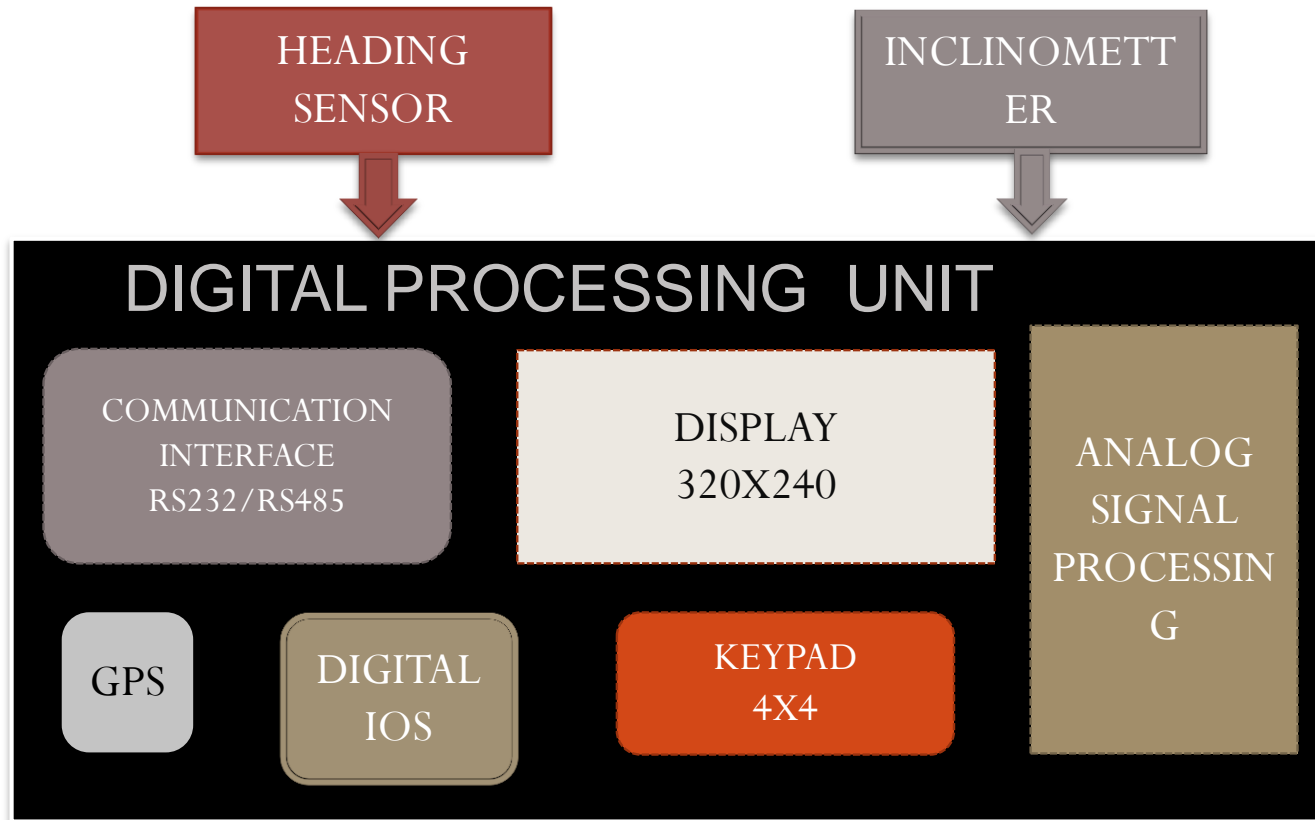 HEADING
SENSOR
INCLINOMETT
ER
DIGITAL PROCESSING UNIT
COMMUNICATION
INTERFACE
RS232/RS485
DISPLAY
320X240
ANALOG
SIGNAL
PROCESSIN
G
GPS
DIGITAL
IOS
KEYPAD
4X4